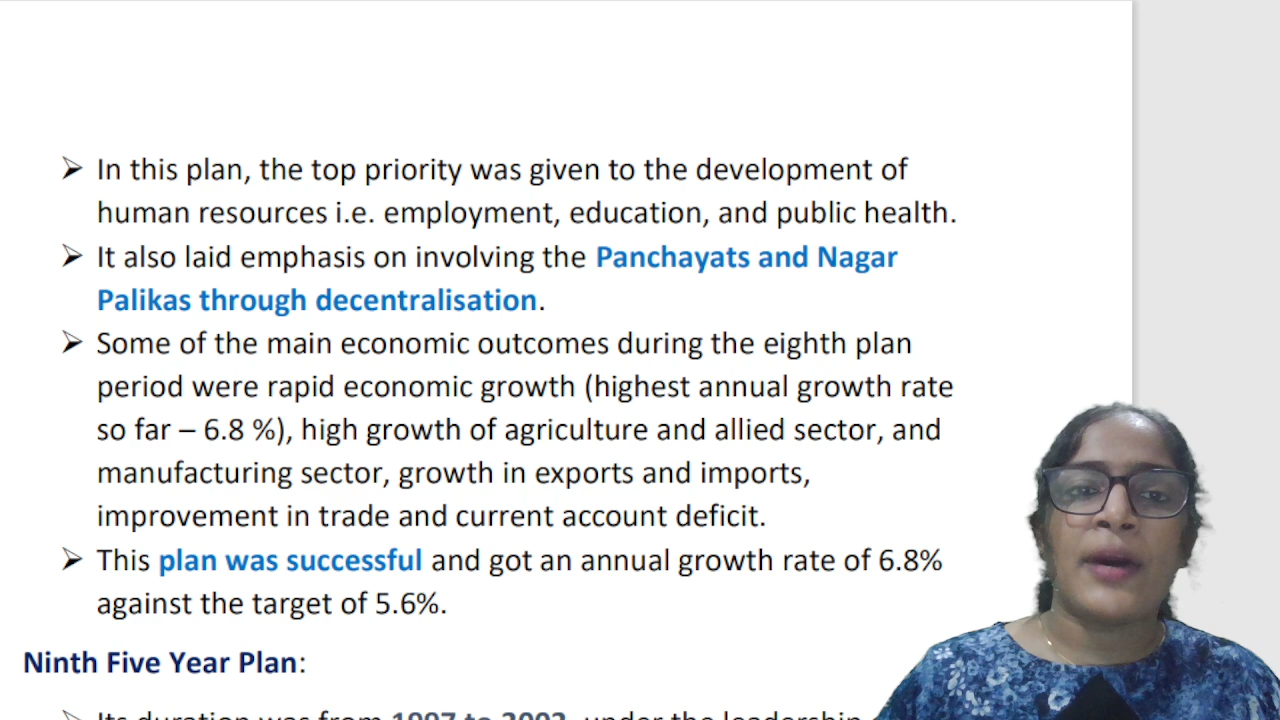 ➢ In this plan, the top priority was given to the development of
human resources i.e. employment, education, and public health.
➢ It also laid emphasis on involving the Panchayats and Nagar
Palikas through decentralisation.
➢ Some of the main economic outcomes during the eighth plan
period were rapid economic growth (highest annual growth rate
so far – 6.8 %), high growth of agriculture and allied sector, and
manufacturing sector, growth in exports and imports,
improvement in trade and current account deficit.
➢ This plan was successful and got an annual growth rate of 6.8%
against the target of 5.6%.
Ninth Five Year Plan:
➢ Its duration was from 1997 to 2002, under the leadership